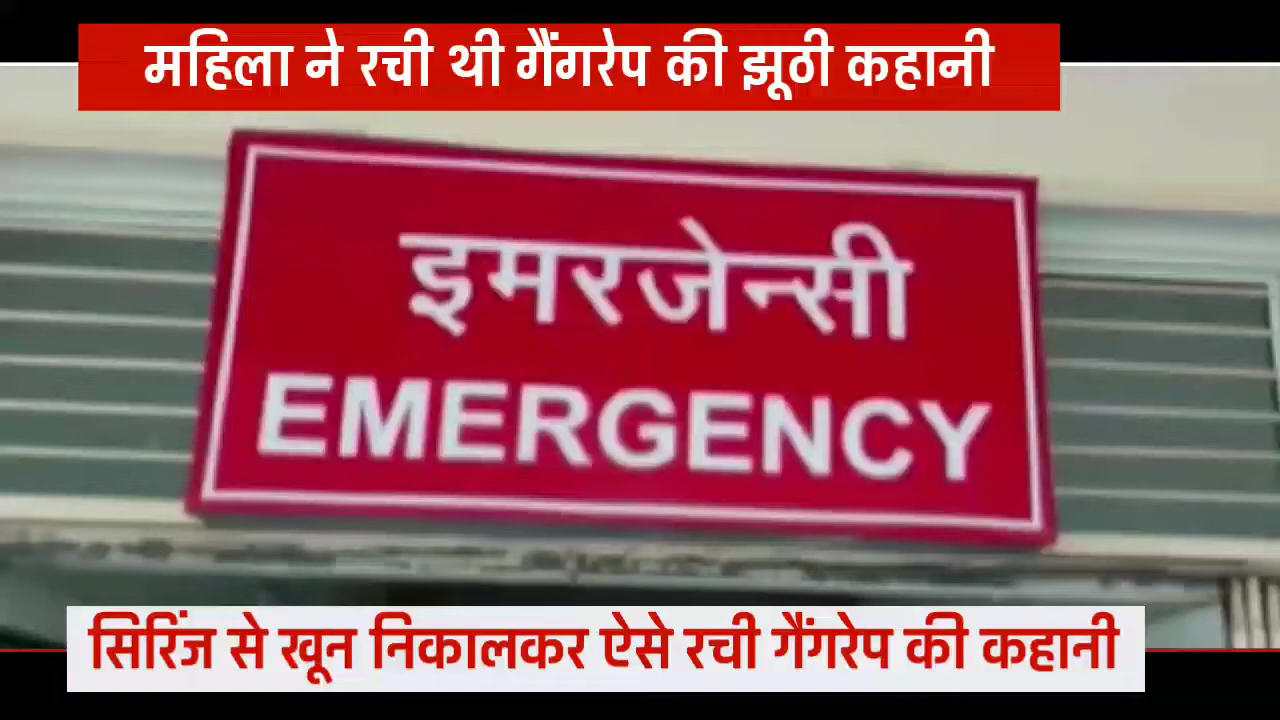 महिला ने रची थी गैंगरेप की झूठी कहानी
इमरजेन्सी
EMERGENCY
सिरिंज से खून निकालकर ऐसे रची गैंगरेप की कहानी